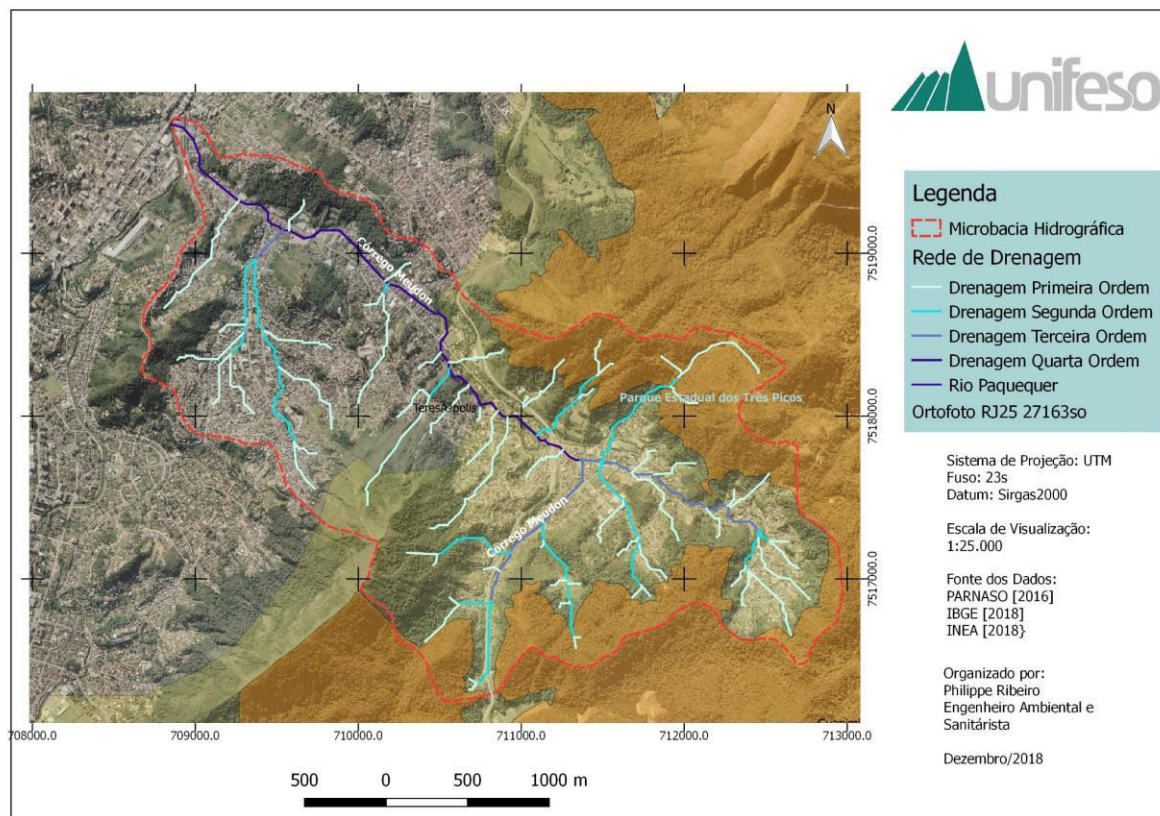 unifeso
N
Legenda
Microbacia Hidrográfica
Rede de Drenagem
Drenagem Primeira Ordem
Drenagem Segunda Ordem
Drenagem Terceira Ordem
Drenagem Quarta Ordem
Rio Paquequer
Ortofoto RJ25 27163so
Sistema de Projeção: UTM
Fuso: 23s
Datum: Sirgas2000
Escala de Visualização:
1:25.000
Fonte dos Dados:
PARNASO [2016]
IBGE [2018]
INEA [2018}
Organizado por:
Philippe Ribeiro
Engenheiro Ambiental e
Sanitárista
Dezembro/2018
Córrego Meudon
Parque Estadual dos Três Picos
Córrego Meudon
7519000.0
7518000.0
7517000.0
708000.0
709000.0
710000.0
711000.0
712000.0
713000.0
500
0
500
1000 m